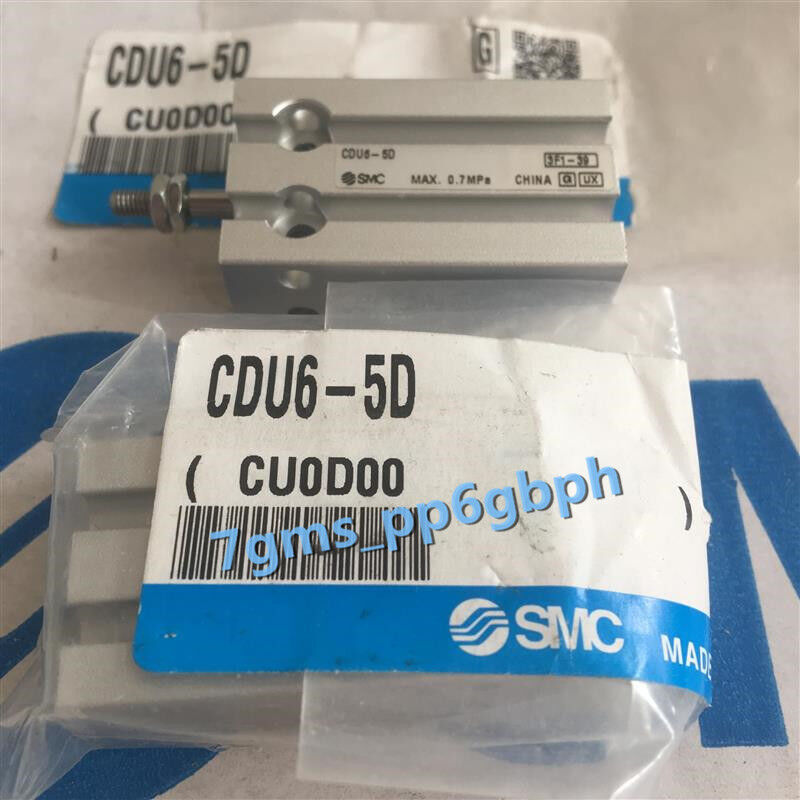 CDU6-5D
G
( CU0D00
CDU6-5D
3F1-39
SMC MAX. 0.7MPa CHINA α UX
CDU6-5D
( CU0D00 )
7gms_pp6gbph
SMC MADE